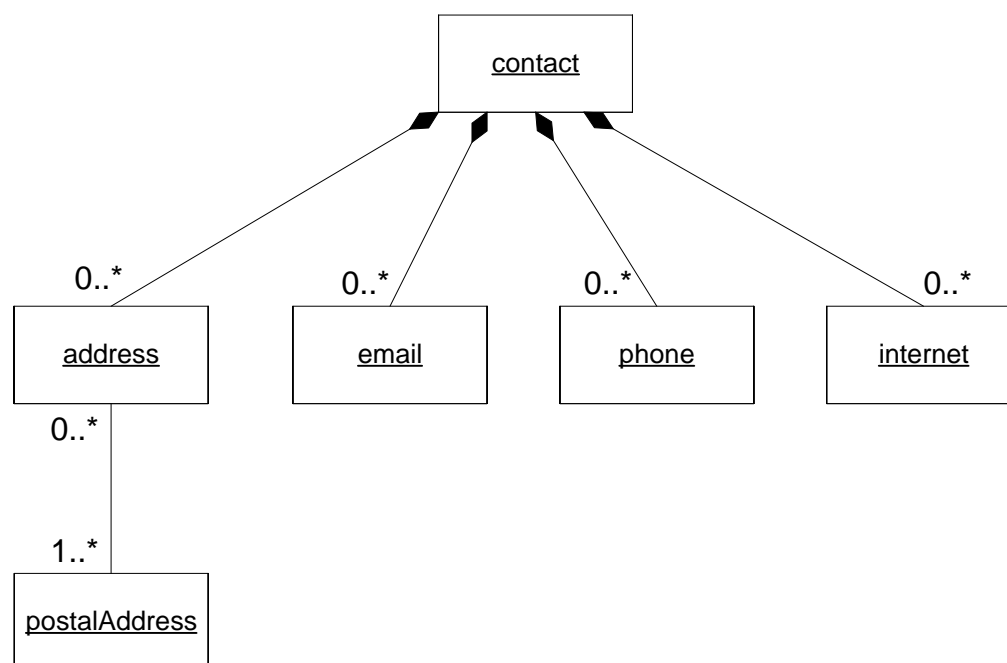 contact
0..*
0..*
0..*
0..*
address
email
phone
internet
0..*
1..*
postalAddress